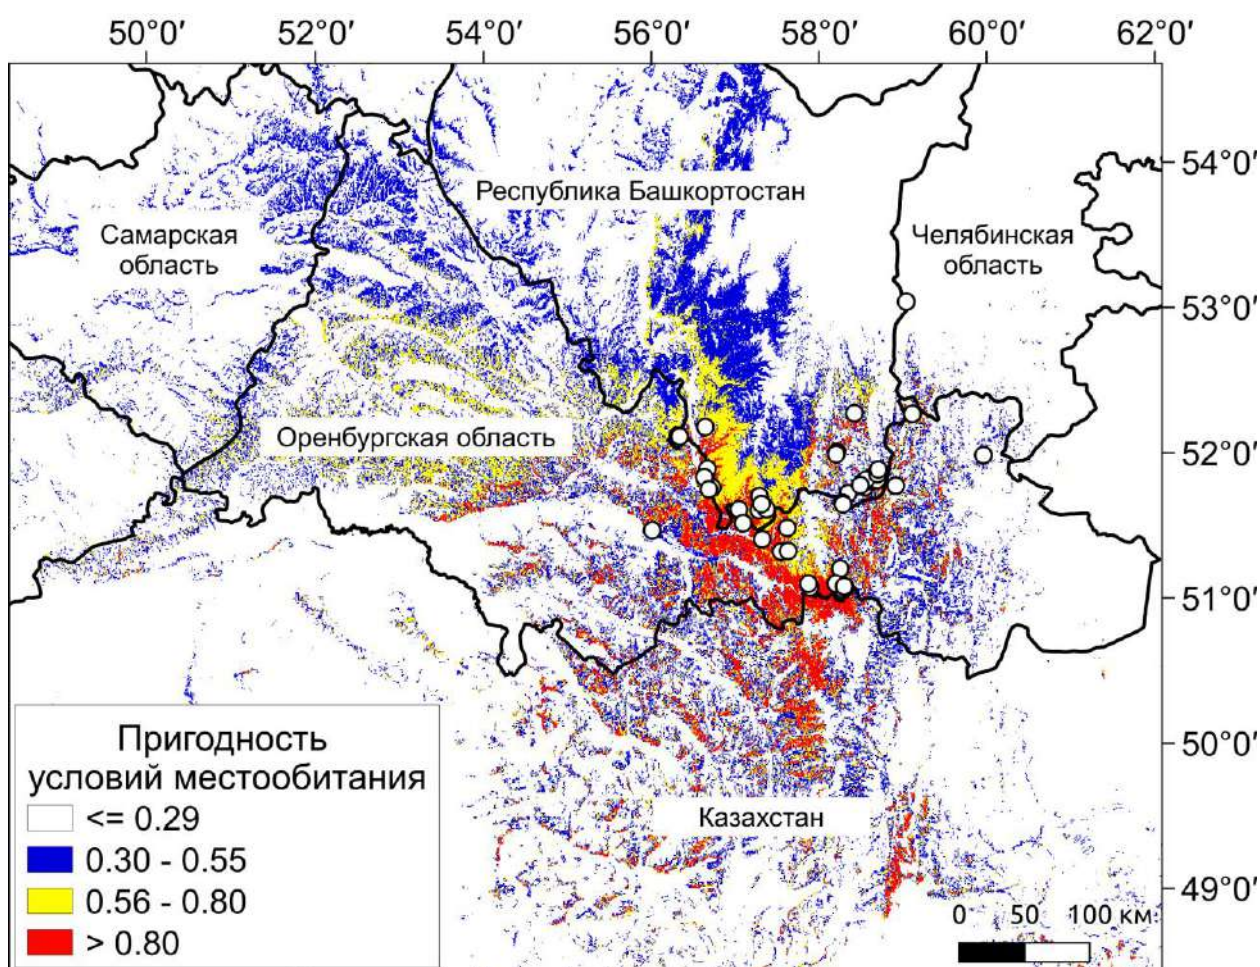 50°0′ 52°0′ 54°0′ 56°0′ 58°0′ 60°0′ 62°0′
54°0′
Республика Башкортостан
Самарская
область
Челябинская
область
53°0′
Оренбургская область
52°0′
51°0′
Пригодность
условий местообитания
50°0′
<= 0.29
Казахстан
0.30 - 0.55
0.56 - 0.80
49°0′
0 50 100 км
> 0.80